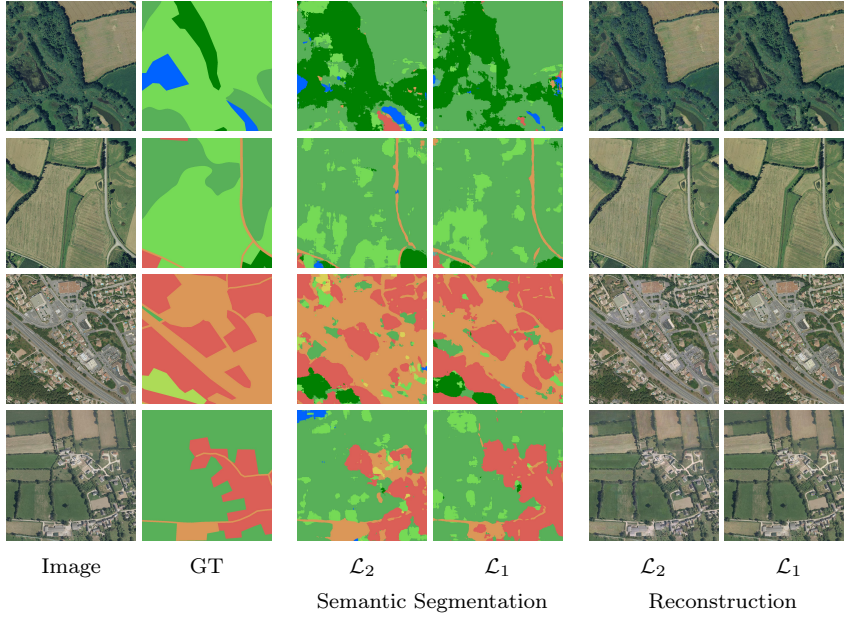 Image GT ℒ₂ ℒ₁ ℒ₂ ℒ₁
Semantic Segmentation Reconstruction